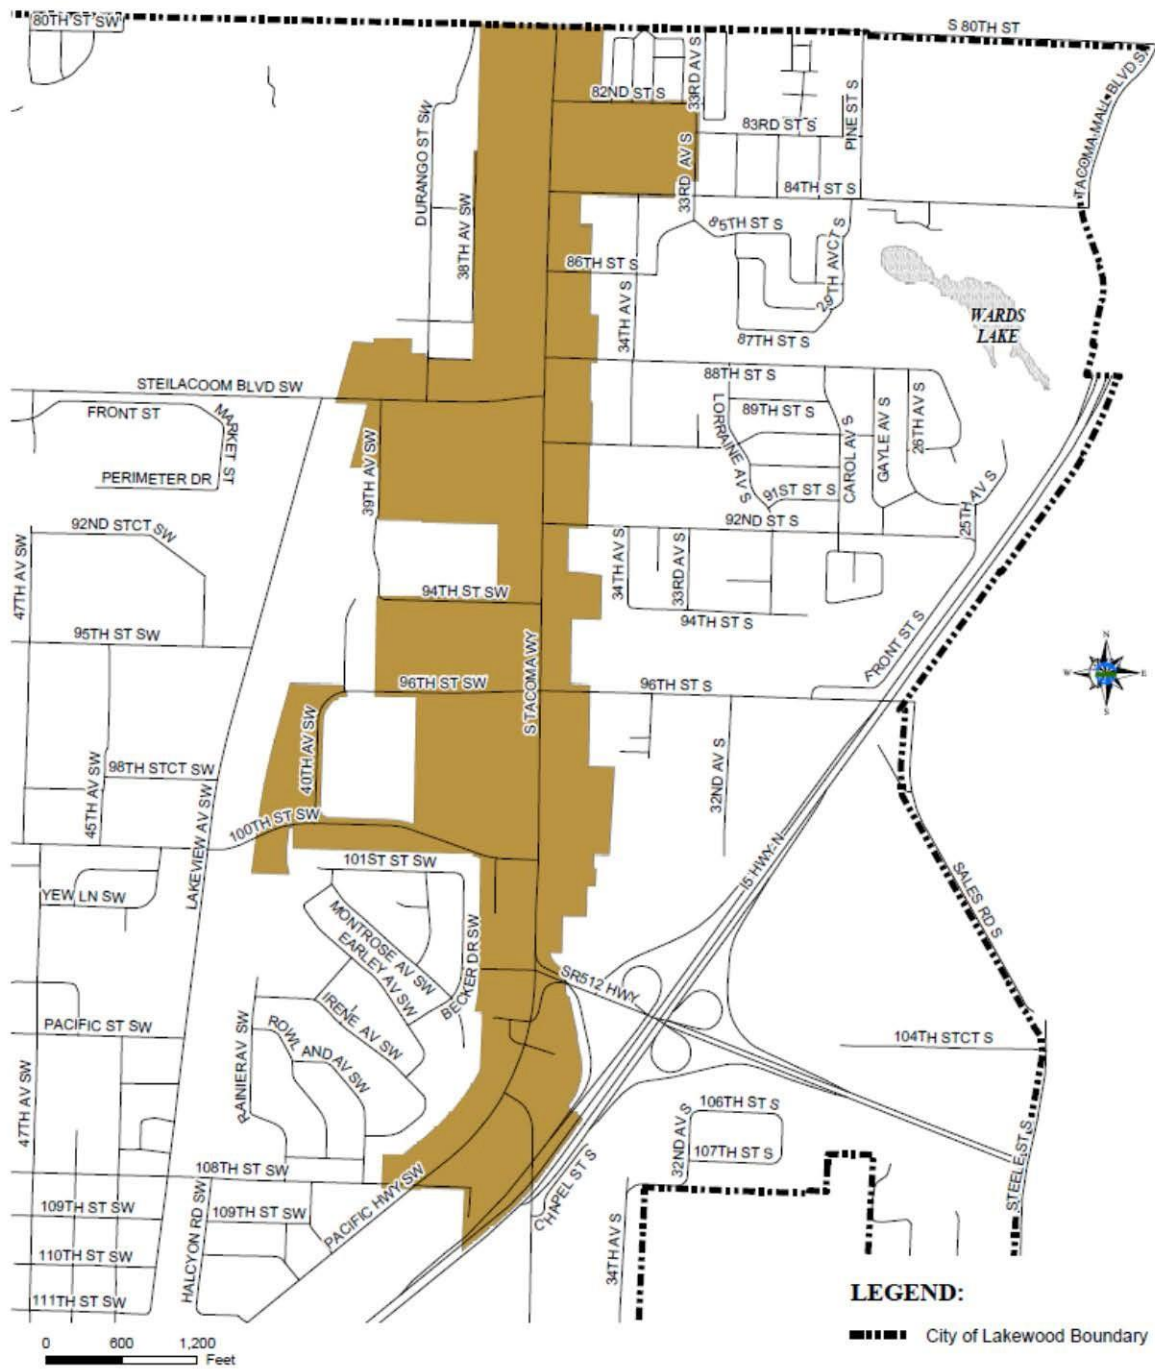 80TH ST SW
S 80TH ST
TACOMA MALL BLVD S
33RD AV S
82ND ST S
DURANGO ST SW
83RD ST S
PINE ST S
33RD AV S
84TH ST S
38TH AV SW
85TH ST S
29TH AVCT S
86TH ST S
34TH AV S
WARDS
LAKE
87TH ST S
88TH ST S
STEILACOOM BLVD SW
FRONT ST
MARKET ST
LORRAINE AV S
89TH ST S
CAROL AV S
GAYLE AV S
26TH AV S
39TH AV SW
PERIMETER DR
91ST ST S
25TH AV S
92ND STCT SW
92ND ST S
47TH AV SW
34TH AV S
33RD AV S
94TH ST SW
94TH ST S
95TH ST SW
S TACOMA WY
FRONT ST S
N
W
E
S
96TH ST SW
96TH ST S
40TH AV SW
32ND AV S
98TH STCT SW
45TH AV SW
100TH ST SW
LAKEVIEW AV SW
101ST ST SW
I5 HWY N
SALES RD S
YEW LN SW
MONTROSE AV SW
EARLEY AV SW
BECKER DR SW
SR512 HWY
IRENE AV SW
PACIFIC ST SW
RAINIER AV SW
ROWLAND AV SW
104TH STCT S
47TH AV SW
106TH ST S
32ND AV S
107TH ST S
STEELE ST S
108TH ST SW
PACIFIC HWY SW
CHAPEL ST S
109TH ST SW
HALCYON RD SW
109TH ST SW
34TH AV S
110TH ST SW
111TH ST SW
LEGEND:
City of Lakewood Boundary
0 600 1,200
Feet